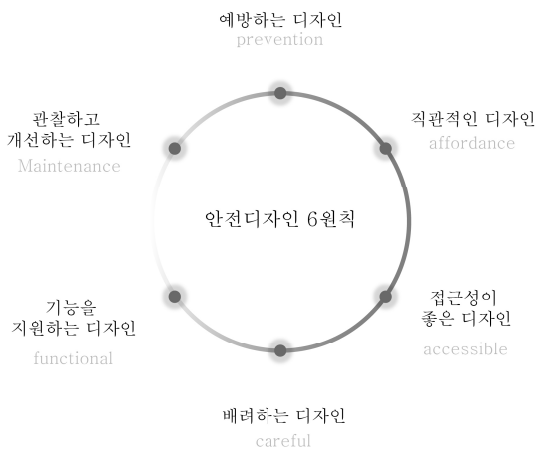 예방하는 디자인
prevention
직관적인 디자인
affordance
접근성이
좋은 디자인
accessible
배려하는 디자인
careful
기능을
지원하는 디자인
functional
관찰하고
개선하는 디자인
Maintenance
안전디자인 6원칙